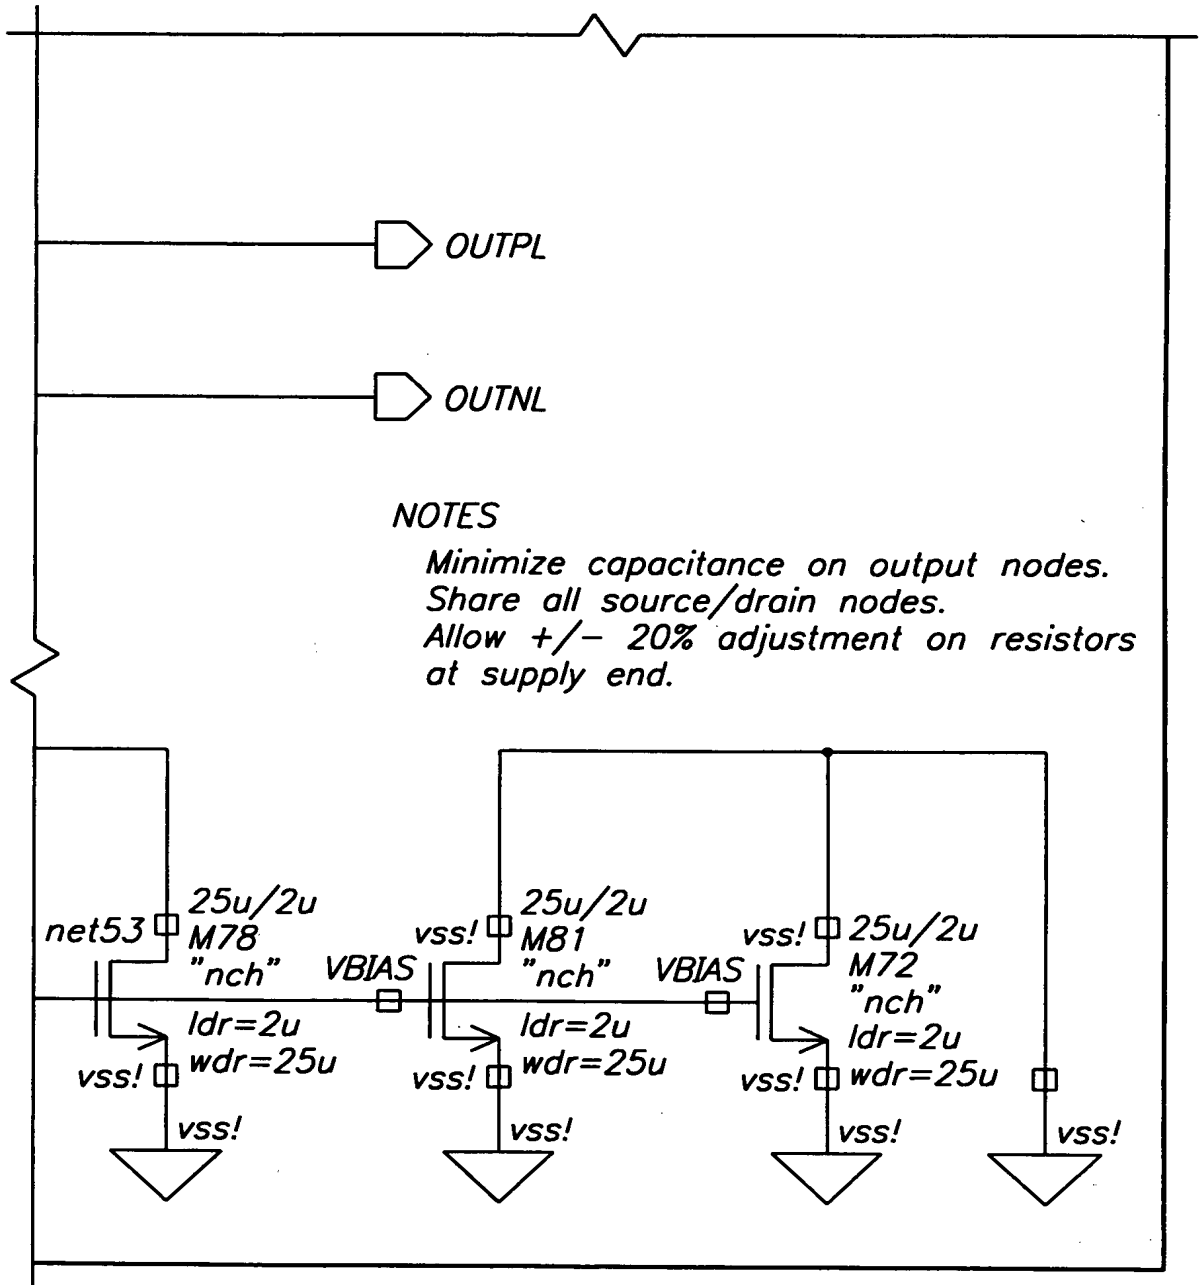 OUTPL
OUTNL
NOTES
Minimize capacitance on output nodes.
Share all source/drain nodes.
Allow +/- 20% adjustment on resistors
at supply end.
net53
25u/2u
M78
"nch"
ldr=2u
wdr=25u
vss!
vss!
VBIAS
vss!
25u/2u
M81
"nch"
ldr=2u
wdr=25u
vss!
vss!
VBIAS
vss!
25u/2u
M72
"nch"
ldr=2u
wdr=25u
vss!
vss!
vss!